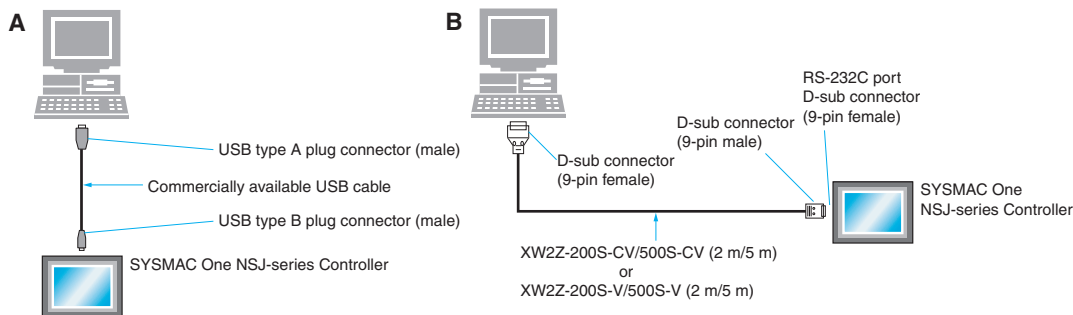 A
USB type A plug connector (male)
Commercially available USB cable
USB type B plug connector (male)
SYSMAC One NSJ-series Controller
B
RS-232C port
D-sub connector
(9-pin female)
D-sub connector
(9-pin male)
D-sub connector
(9-pin female)
SYSMAC One
NSJ-series Controller
XW2Z-200S-CV/500S-CV (2 m/5 m)
or
XW2Z-200S-V/500S-V (2 m/5 m)